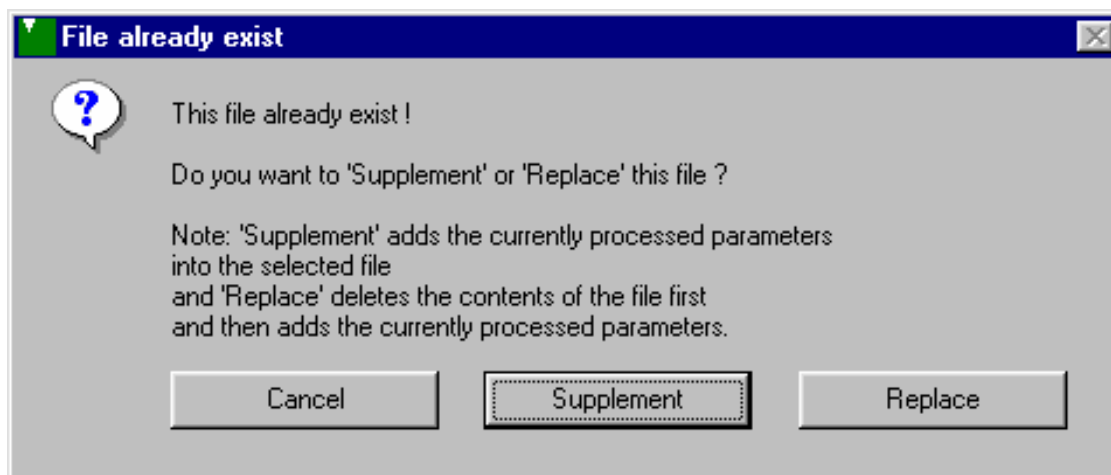 File already exist
This file already exist !
Do you want to 'Supplement' or 'Replace' this file ?
Note: 'Supplement' adds the currently processed parameters
into the selected file
and 'Replace' deletes the contents of the file first
and then adds the currently processed parameters.
Cancel Supplement Replace